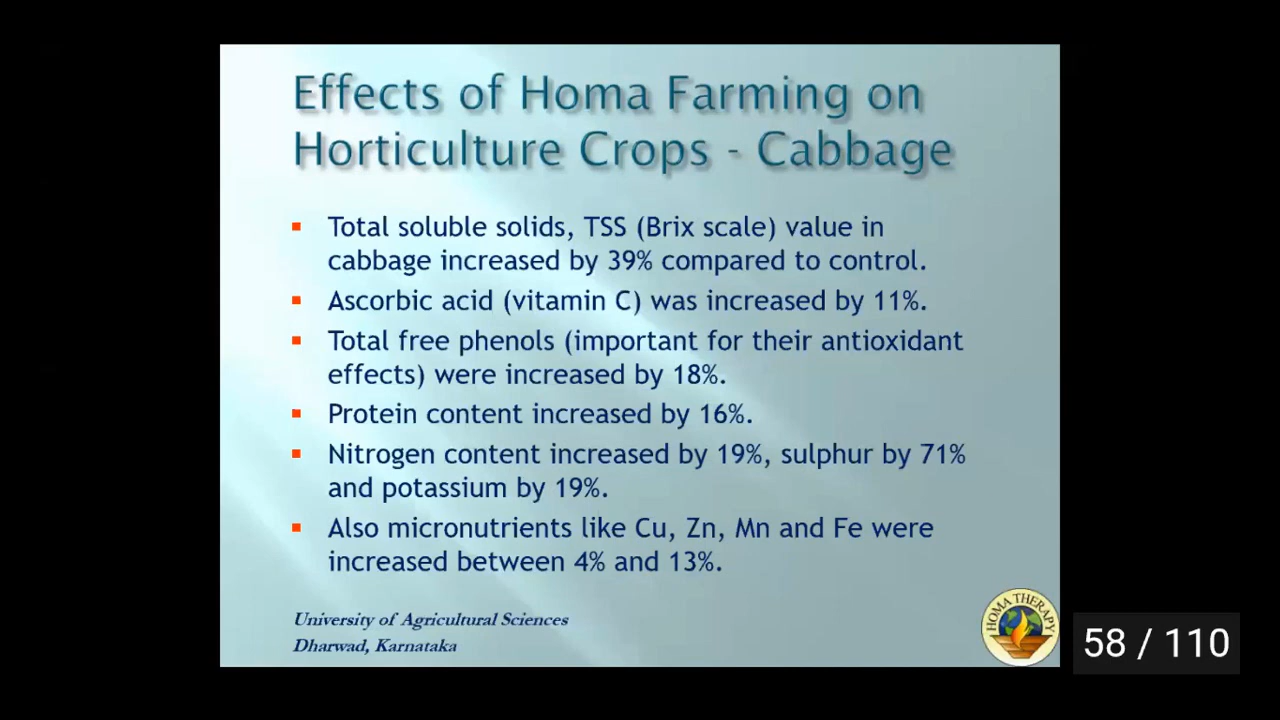 Effects of Homa Farming on
Horticulture Crops - Cabbage
Total soluble solids, TSS (Brix scale) value in
cabbage increased by 39% compared to control.
Ascorbic acid (vitamin C) was increased by 11%.
Total free phenols (important for their antioxidant
effects) were increased by 18%.
Protein content increased by 16%.
Nitrogen content increased by 19%, sulphur by 71%
and potassium by 19%.
Also micronutrients like Cu, Zn, Mn and Fe were
increased between 4% and 13%.
University of Agricultural Sciences
Dharwad, Karnataka
HOMA THERAPY
58 / 110